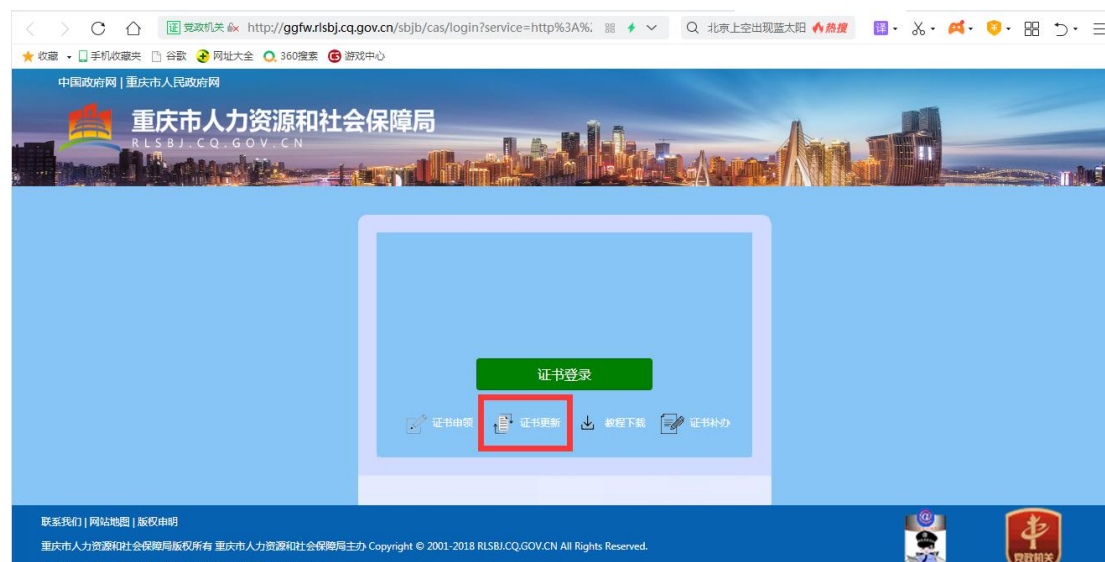 证 党政机关 http://ggfw.rlsbj.cq.gov.cn/sbjb/cas/login?service=http%3A%: 北京上空出现蓝太阳 热搜 译
收藏 手机收藏夹 谷歌 网址大全 360搜索 游戏中心
中国政府网 | 重庆市人民政府网
重庆市人力资源和社会保障局
RLSBJ.CQ.GOV.CN
证书登录
证书申领 证书更新 教程下载 证书补办
联系我们 | 网站地图 | 版权申明
重庆市人力资源和社会保障局版权所有 重庆市人力资源和社会保障局主办 Copyright © 2001-2018 RLSBJ.CQ.GOV.CN All Rights Reserved.
党政机关